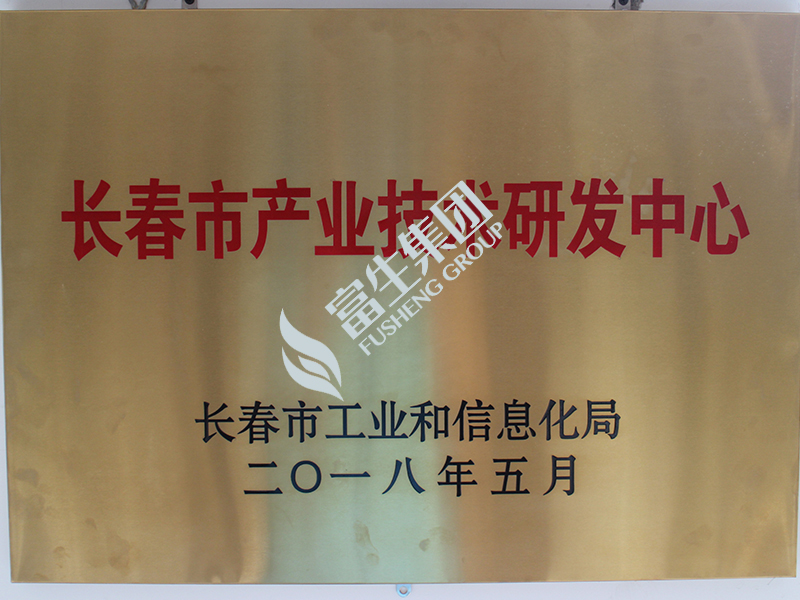 长春市产业技术研发中心
富生集团
FUSHENG GROUP
长春市工业和信息化局
二〇一八年五月